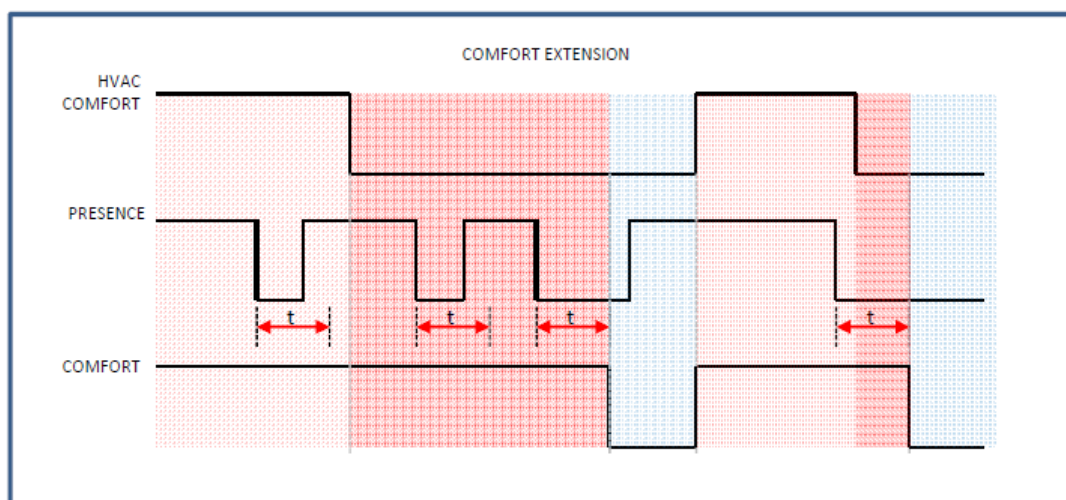 COMFORT EXTENSION
HVAC
COMFORT
PRESENCE
t
t
t
t
COMFORT